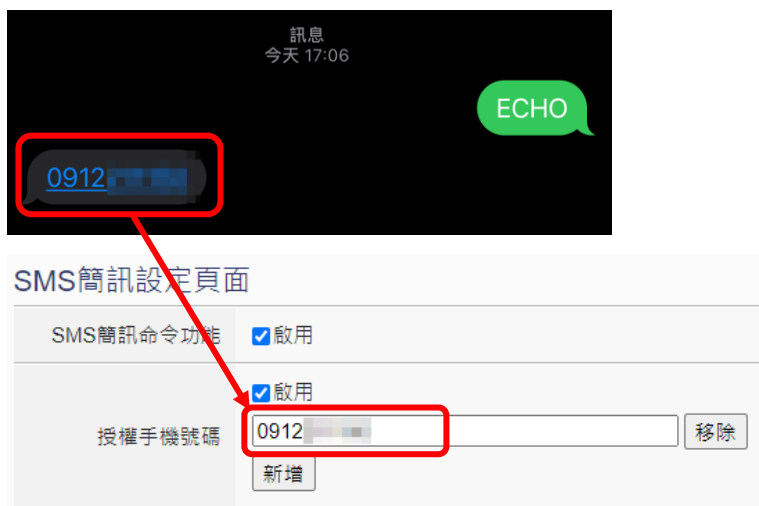 訊息
今天 17:06
ECHO
0912
SMS簡訊設定頁面
SMS簡訊命令功能
啟用
啟用
授權手機號碼
0912
移除
新增